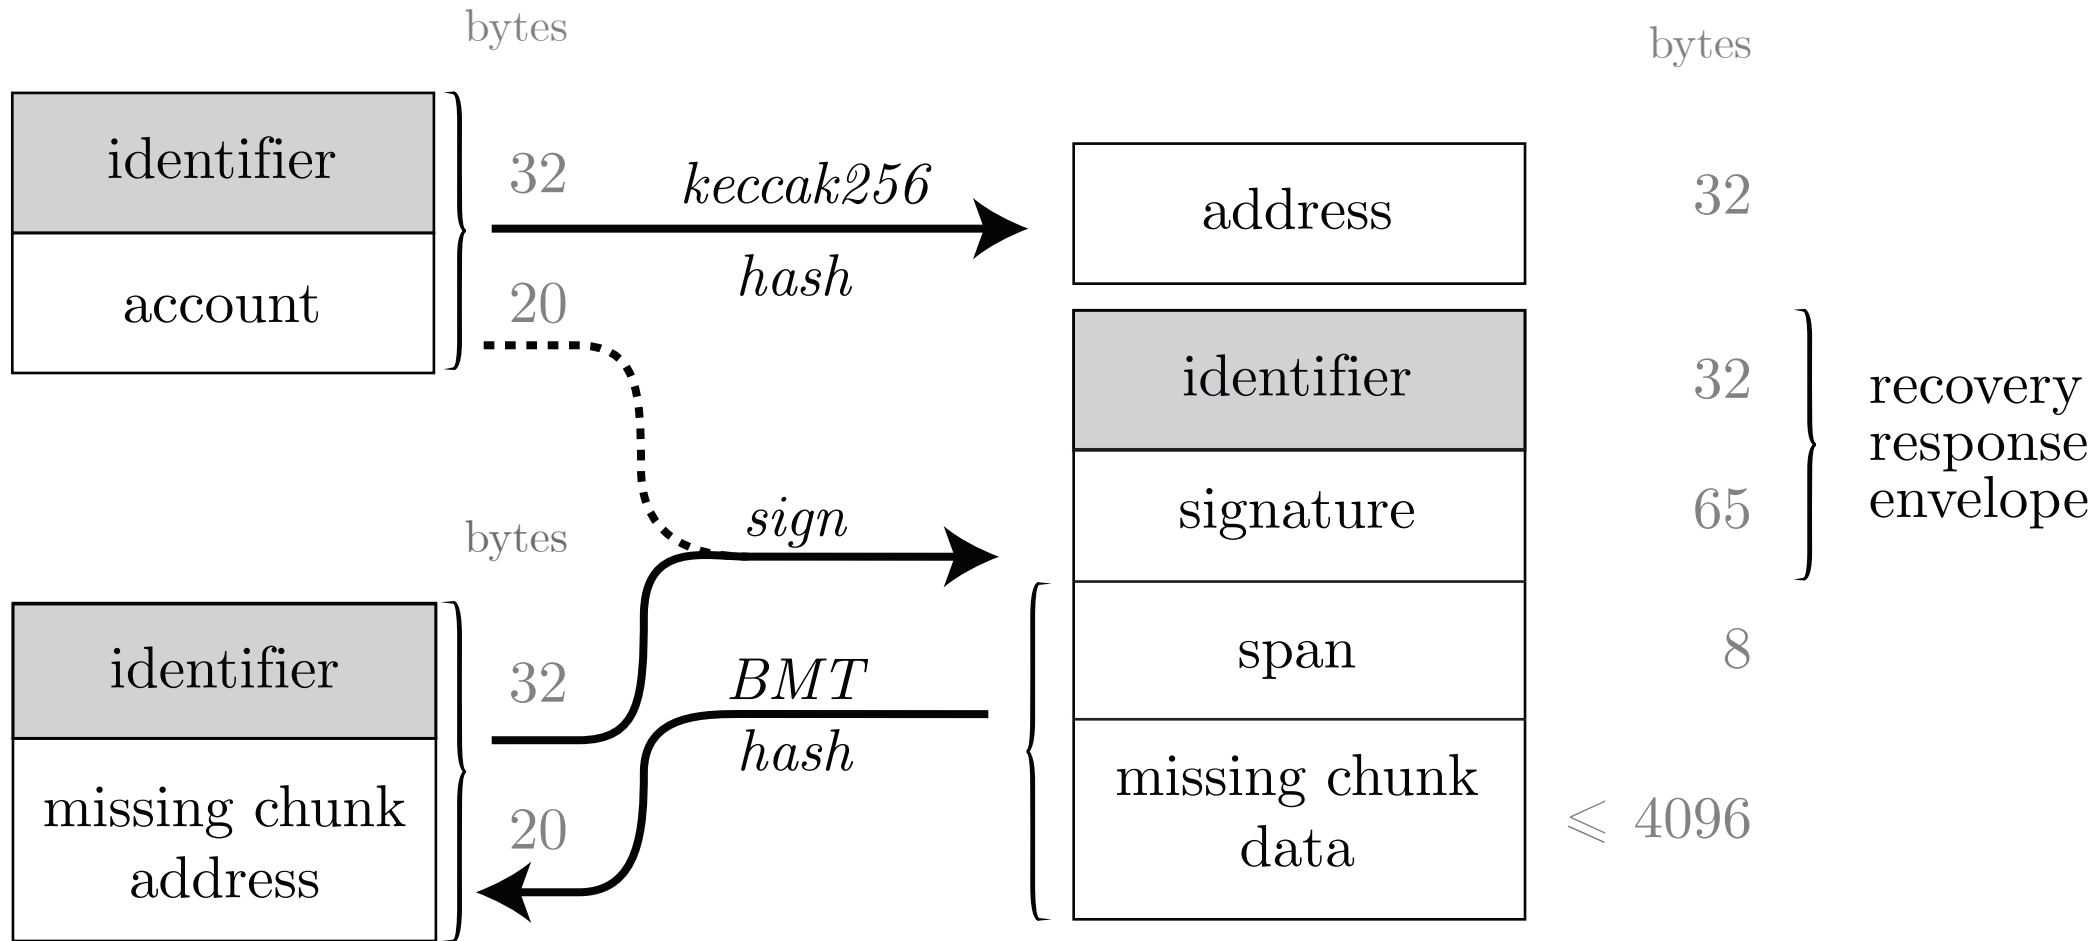 bytes
identifier
32
account
20
keccak256
hash
bytes
address
32
identifier
32
signature
65
recovery
response
envelope
sign
bytes
identifier
32
missing chunk
address
20
BMT
hash
span
8
missing chunk
data
⩽ 4096